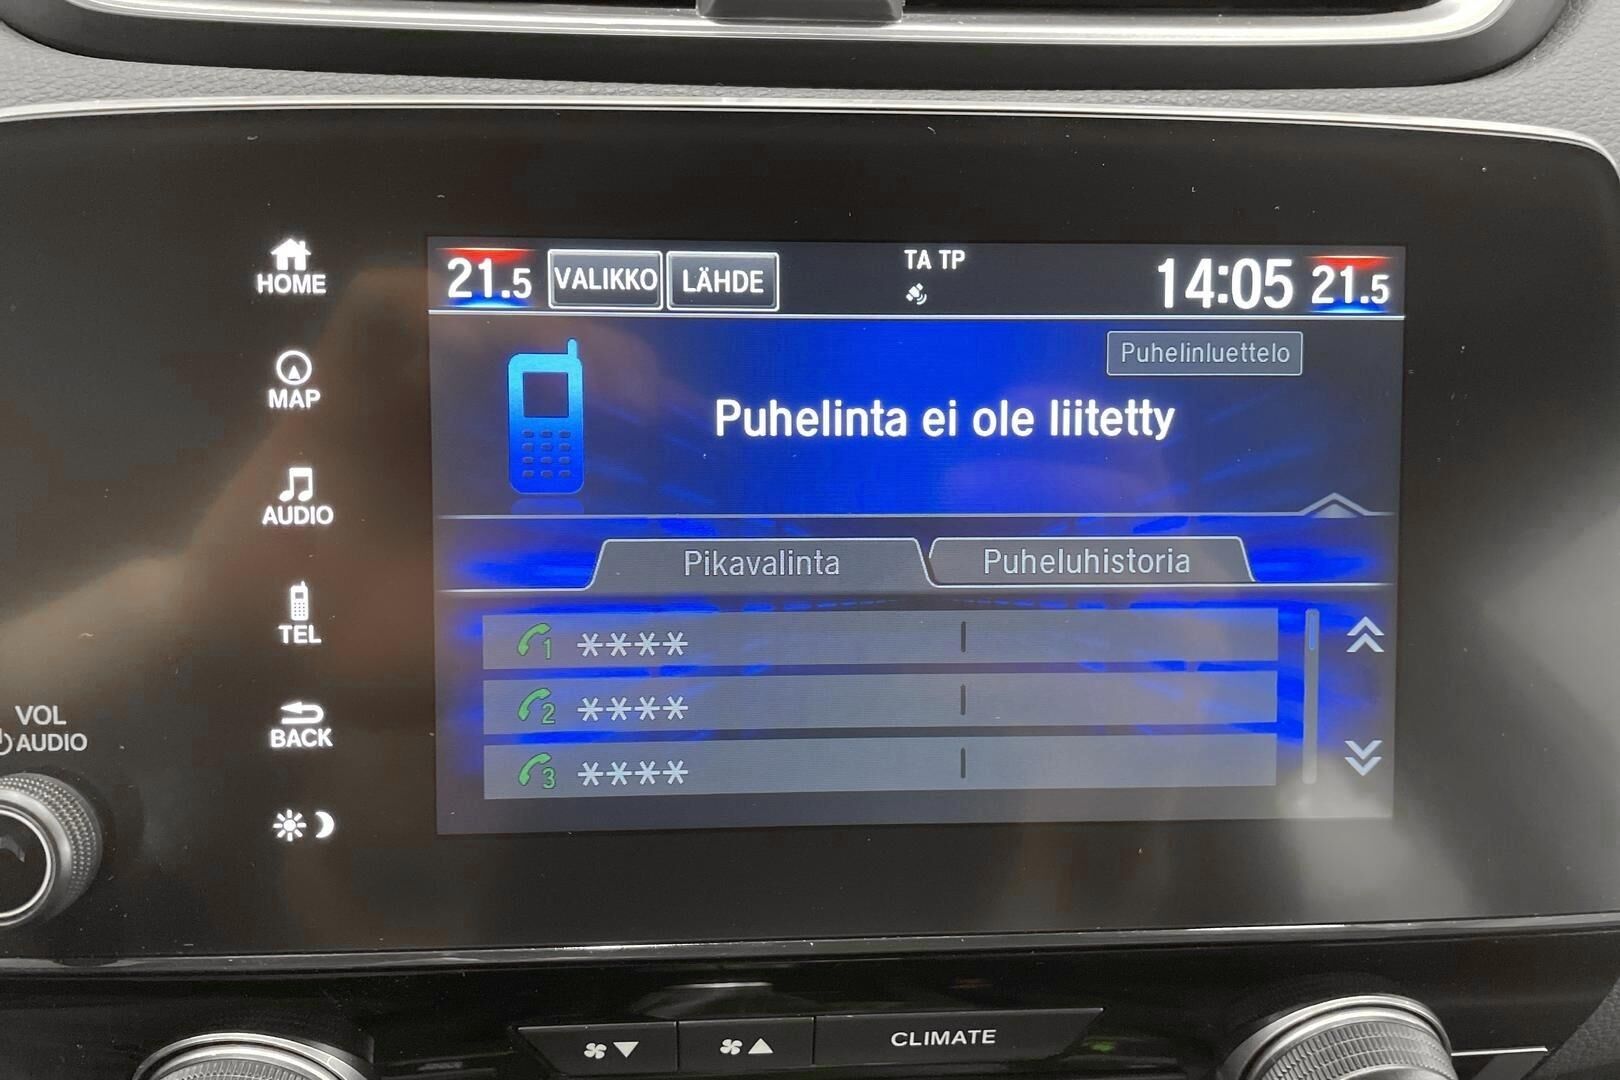 HOME
MAP
AUDIO
TEL
BACK
VOL
AUDIO
21.5 VALIKKO LÄHDE TA TP 14:05 21.5
Puhelinluettelo
Puhelinta ei ole liitetty
Pikavalinta Puheluhistoria
1 ****
2 ****
3 ****
CLIMATE